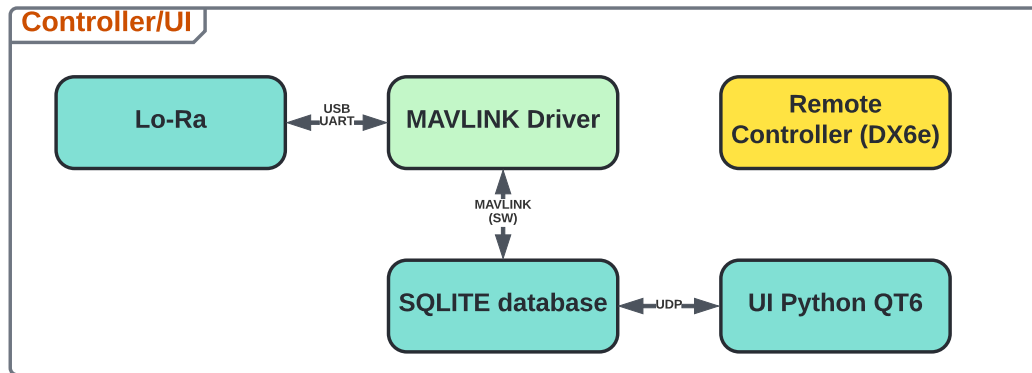 Controller/UI
Lo-Ra
USB
UART
MAVLINK Driver
Remote
Controller (DX6e)
MAVLINK
(SW)
SQLITE database
UDP
UI Python QT6